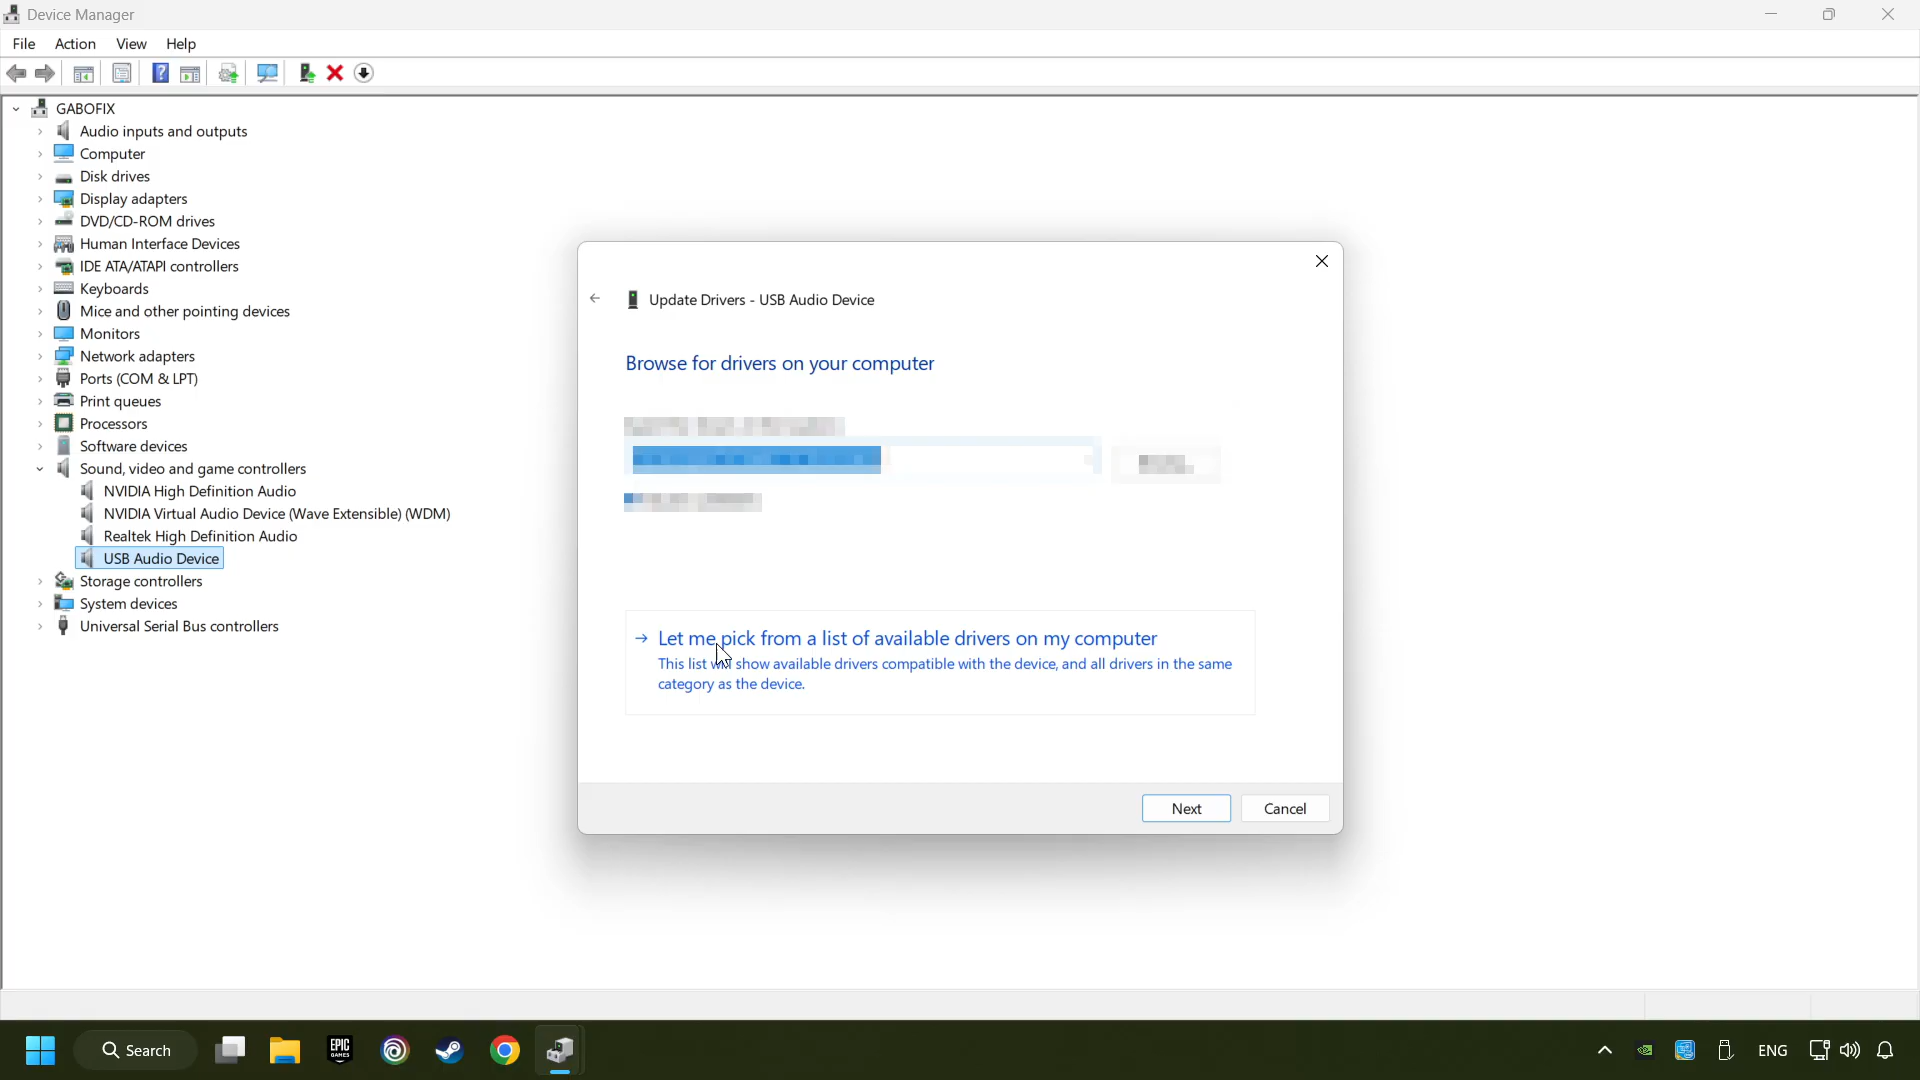 Device Manager
File Action View Help
GABOFIX
Audio inputs and outputs
Computer
Disk drives
Display adapters
DVD/CD-ROM drives
Human Interface Devices
IDE ATA/ATAPI controllers
Keyboards
Mice and other pointing devices
Monitors
Network adapters
Ports (COM & LPT)
Print queues
Processors
Software devices
Sound, video and game controllers
NVIDIA High Definition Audio
NVIDIA Virtual Audio Device (Wave Extensible) (WDM)
Realtek High Definition Audio
USB Audio Device
Storage controllers
System devices
Universal Serial Bus controllers
Update Drivers - USB Audio Device
Browse for drivers on your computer
Let me pick from a list of available drivers on my computer
This list will show available drivers compatible with the device, and all drivers in the same
category as the device.
Next Cancel
Search
EPIC
GAMES
ENG